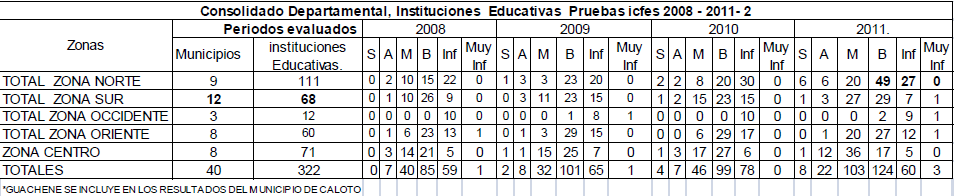 Consolidado Departamental, Instituciones Educativas Pruebas icfes 2008 - 2011- 2
Zonas Periodos evaluados 2008 2009 2010 2011.
Municipios instituciones Educativas. S A M B Inf Muy Inf S A M B Inf Muy Inf S A M B Inf Muy Inf S A M B Inf Muy Inf
TOTAL ZONA NORTE 9 111 0 2 10 15 22 0 1 3 3 23 20 0 2 2 8 20 30 0 6 6 20 49 27 0
TOTAL ZONA SUR 12 68 0 1 10 26 9 0 0 3 11 23 15 0 1 2 15 23 15 0 1 3 27 29 7 1
TOTAL ZONA OCCIDENTE 3 12 0 0 0 0 10 0 0 0 0 1 8 1 0 0 0 0 10 0 0 0 0 2 9 1
TOTAL ZONA ORIENTE 8 60 0 1 6 23 13 1 0 1 3 29 15 0 0 0 6 29 17 0 0 1 20 27 12 1
ZONA CENTRO 8 71 0 3 14 21 5 0 1 1 15 25 7 0 1 3 17 27 6 0 1 12 36 17 5 0
TOTALES 40 322 0 7 40 85 59 1 2 8 32 101 65 1 4 7 46 99 78 0 8 22 103 124 60 3
*GUACHENE SE INCLUYE EN LOS RESULTADOS DEL MUNICIPIO DE CALOTO